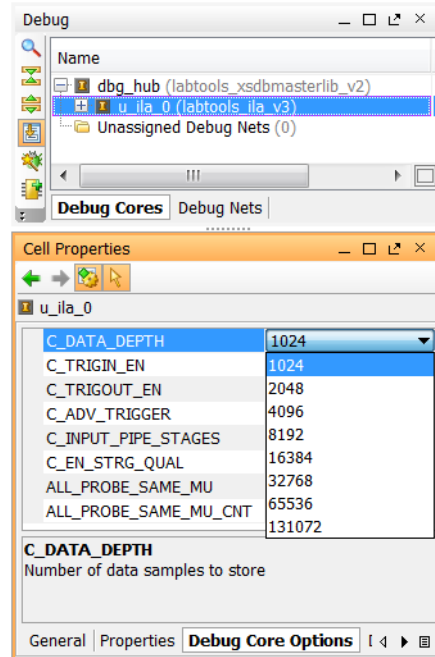 Debug
Name
dbg_hub (labtools_xsdbmasterlib_v2)
u_ila_0 (labtools_ila_v3)
Unassigned Debug Nets (0)
Debug Cores Debug Nets
Cell Properties
u_ila_0
C_DATA_DEPTH 1024
C_TRIGIN_EN 1024
C_TRIGOUT_EN 2048
C_ADV_TRIGGER 4096
C_INPUT_PIPE_STAGES 8192
C_EN_STRG_QUAL 16384
ALL_PROBE_SAME_MU 32768
ALL_PROBE_SAME_MU_CNT 65536
131072
C_DATA_DEPTH
Number of data samples to store
General Properties Debug Core Options